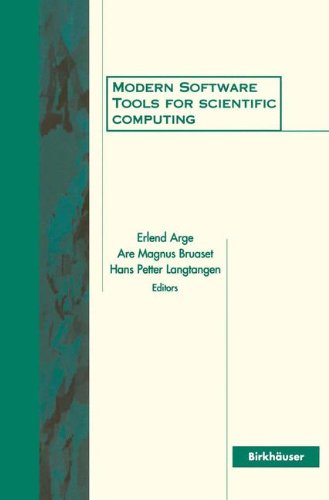 MODERN SOFTWARE
TOOLS FOR SCIENTIFIC
COMPUTING
Erlend Arge
Are Magnus Bruaset
Hans Petter Langtangen
Editors
Birkhäuser